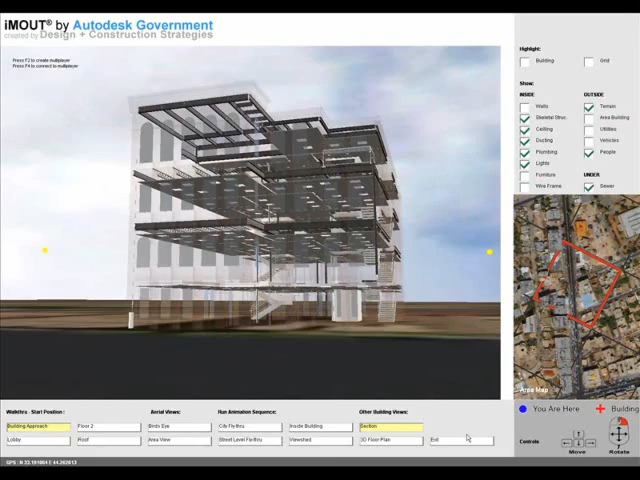 iMOUT® by Autodesk Government
created by Design + Construction Strategies
Press F2 to create multiplayer
Press F4 to connect to multiplayer
Highlight:
Building
Grid
Show:
INSIDE
OUTSIDE
Walls
Terrain
Skeletal Struc.
Area Building
Ceiling
Utilities
Ducting
Vehicles
Plumbing
People
Lights
Furniture
UNDER
Wire Frame
Sewer
Area Map
You Are Here
Building
Controls
Move
Rotate
Walkthru - Start Position:
Aerial Views:
Run Animation Sequence:
Other Building Views:
Building Approach
Floor 2
Birds Eye
City Flythru
Inside Building
Section
Lobby
Roof
Area View
Street Level Flythru
Viewshed
3D Floor Plan
Exit